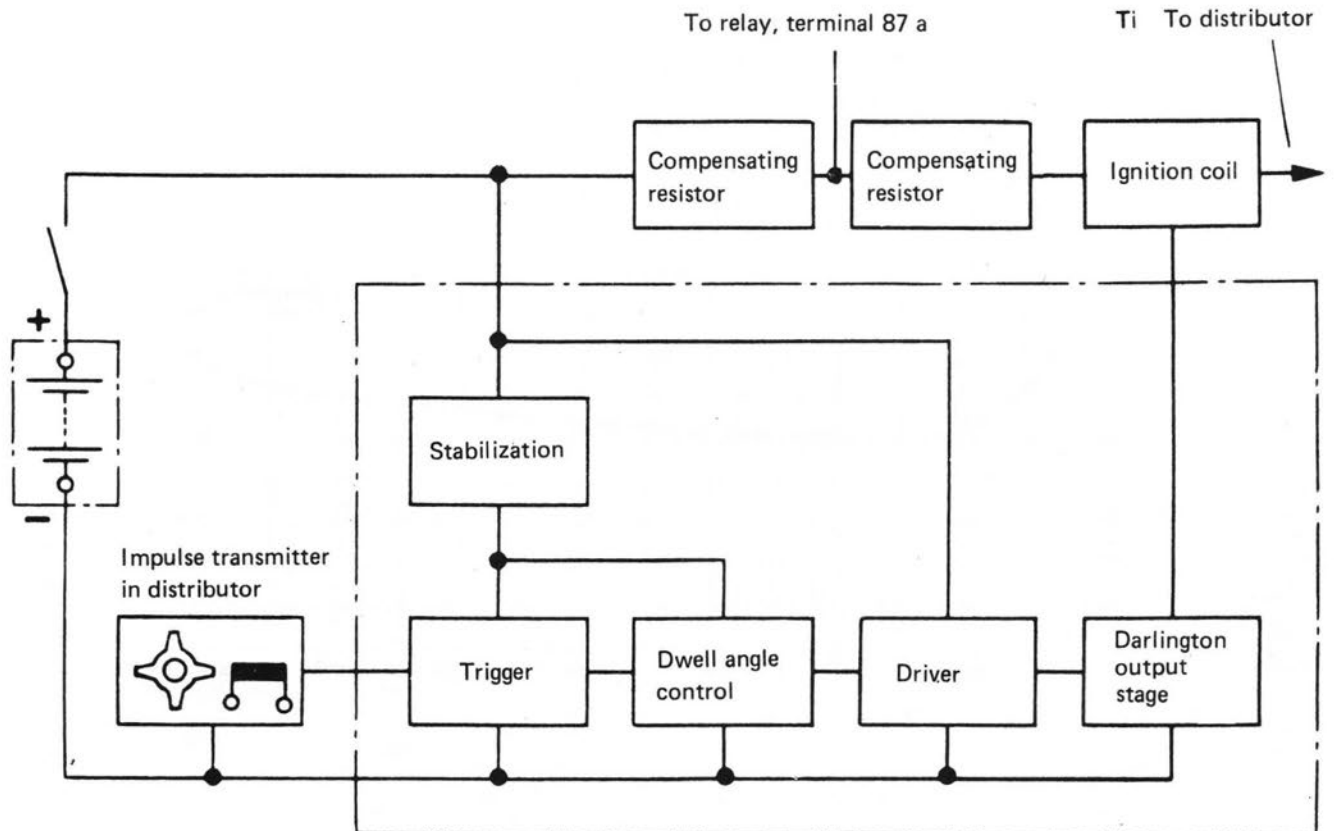 To relay, terminal 87 a
Ti To distributor
Compensating
resistor
Compensating
resistor
Ignition coil
+
Stabilization
−
Impulse transmitter
in distributor
Trigger
Dwell angle
control
Driver
Darlington
output
stage